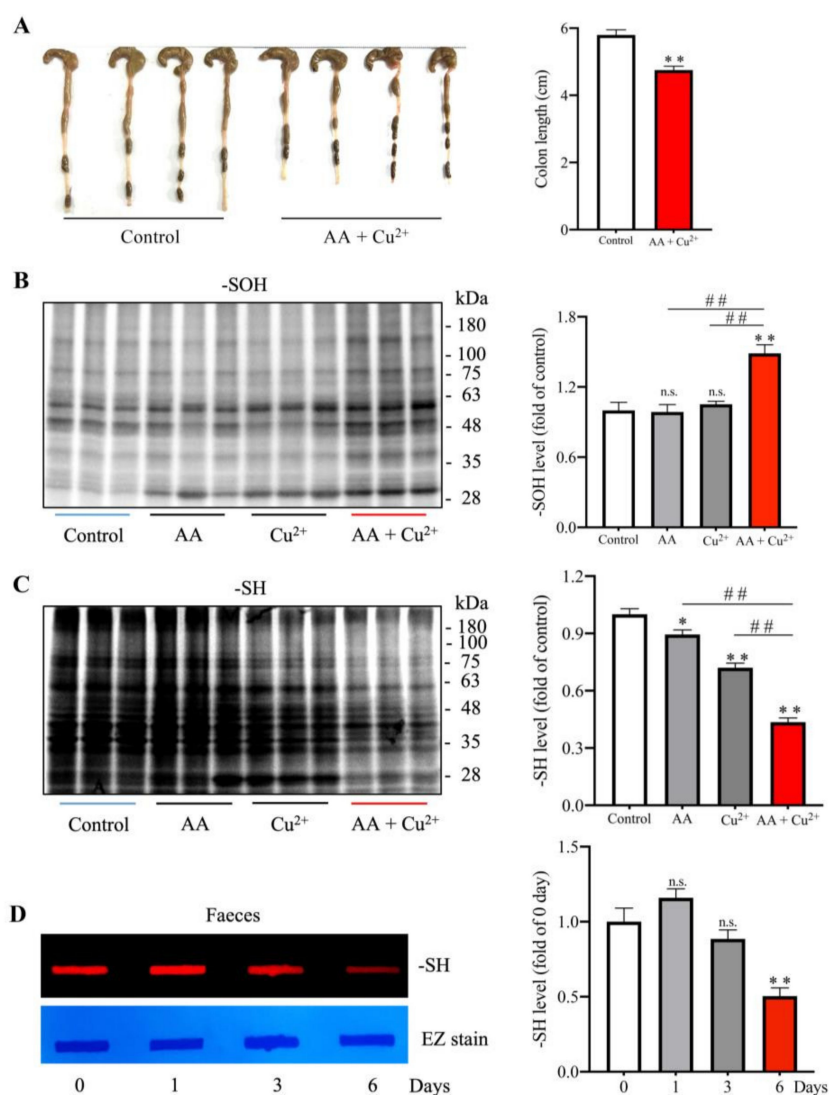 A
Control
AA + Cu²⁺
Colon length (cm)
6
4
2
0
**
Control
AA + Cu²⁺
B
-SOH
kDa
- 180
- 100
- 75
- 63
- 48
- 35
- 28
Control
AA
Cu²⁺
AA + Cu²⁺
-SOH level (fold of control)
1.8
1.2
0.6
0.0
##
##
n.s.
n.s.
**
Control
AA
Cu²⁺
AA + Cu²⁺
C
-SH
kDa
- 180
- 100
- 75
- 63
- 48
- 35
- 28
A
Control
AA
Cu²⁺
AA + Cu²⁺
-SH level (fold of control)
1.2
0.9
0.6
0.3
0.0
##
##
*
**
**
Control
AA
Cu²⁺
AA + Cu²⁺
D
Faeces
-SH
EZ stain
0 1 3 6 Days
-SH level (fold of 0 day)
1.5
1.0
0.5
0.0
n.s.
n.s.
**
0 1 3 6 Days